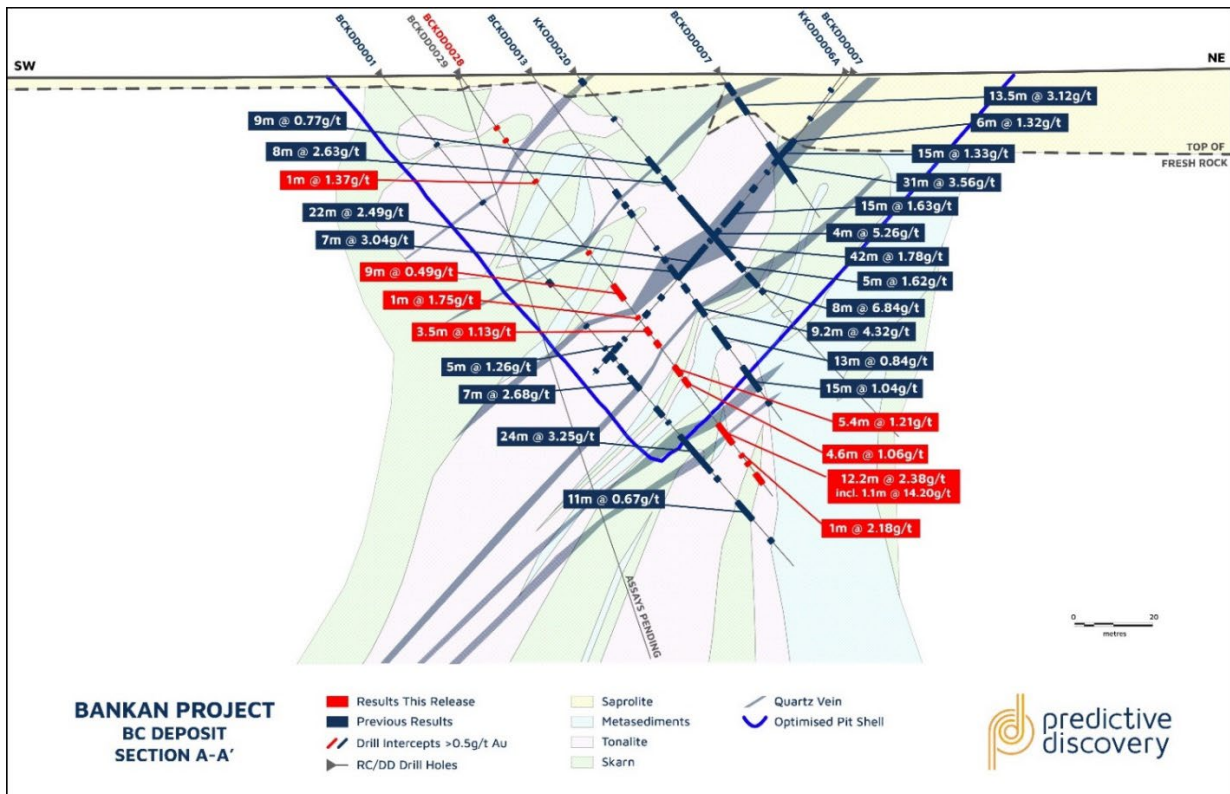 SW
NE
BCKDD0001
BCKDD0029
BCKDD0028
BCKDD0013
KKODD020
BCKDD0007
KKODD006A
BCKDD0007
9m @ 0.77g/t
8m @ 2.63g/t
1m @ 1.37g/t
22m @ 2.49g/t
7m @ 3.04g/t
9m @ 0.49g/t
1m @ 1.75g/t
3.5m @ 1.13g/t
5m @ 1.26g/t
7m @ 2.68g/t
24m @ 3.25g/t
11m @ 0.67g/t
13.5m @ 3.12g/t
6m @ 1.32g/t
15m @ 1.33g/t
31m @ 3.56g/t
15m @ 1.63g/t
4m @ 5.26g/t
42m @ 1.78g/t
5m @ 1.62g/t
8m @ 6.84g/t
9.2m @ 4.32g/t
13m @ 0.84g/t
15m @ 1.04g/t
5.4m @ 1.21g/t
4.6m @ 1.06g/t
12.2m @ 2.38g/t
incl. 1.1m @ 14.20g/t
1m @ 2.18g/t
TOP OF
FRESH ROCK
ASSAYS PENDING
0 20
metres
BANKAN PROJECT
BC DEPOSIT
SECTION A-A'
Results This Release
Previous Results
Drill Intercepts >0.5g/t Au
RC/DD Drill Holes
Saprolite
Metasediments
Tonalite
Skarn
Quartz Vein
Optimised Pit Shell
predictive
discovery